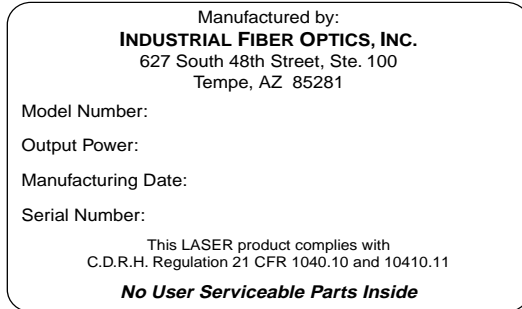 Manufactured by:
INDUSTRIAL FIBER OPTICS, INC.
627 South 48th Street, Ste. 100
Tempe, AZ 85281
Model Number:
Output Power:
Manufacturing Date:
Serial Number:
This LASER product complies with
C.D.R.H. Regulation 21 CFR 1040.10 and 10410.11
No User Serviceable Parts Inside